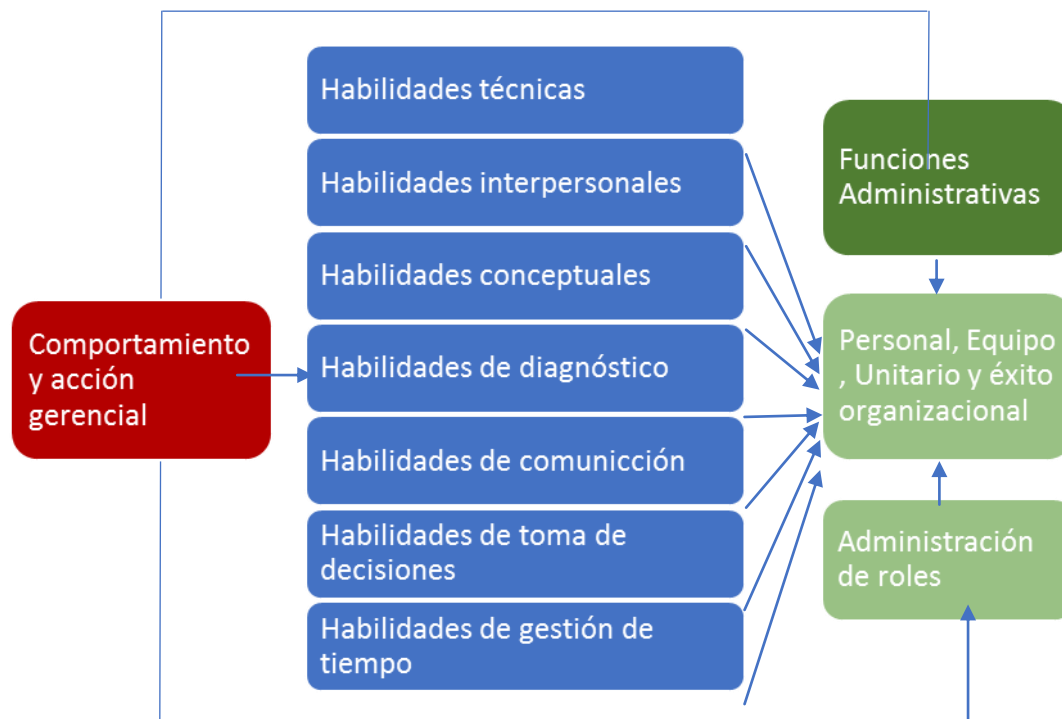 Comportamiento
y acción
gerencial
Habilidades técnicas
Habilidades interpersonales
Habilidades conceptuales
Habilidades de diagnóstico
Habilidades de comunicción
Habilidades de toma de
decisiones
Habilidades de gestión de
tiempo
Funciones
Administrativas
Personal, Equipo
, Unitario y éxito
organizacional
Administración
de roles